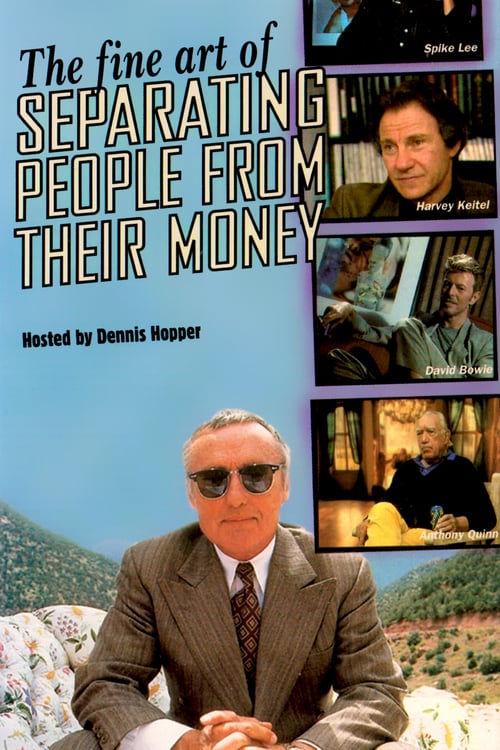 The fine art of
SEPARATING
PEOPLE FROM
THEIR MONEY
Hosted by Dennis Hopper
Spike Lee
Harvey Keitel
David Bowie
Anthony Quinn